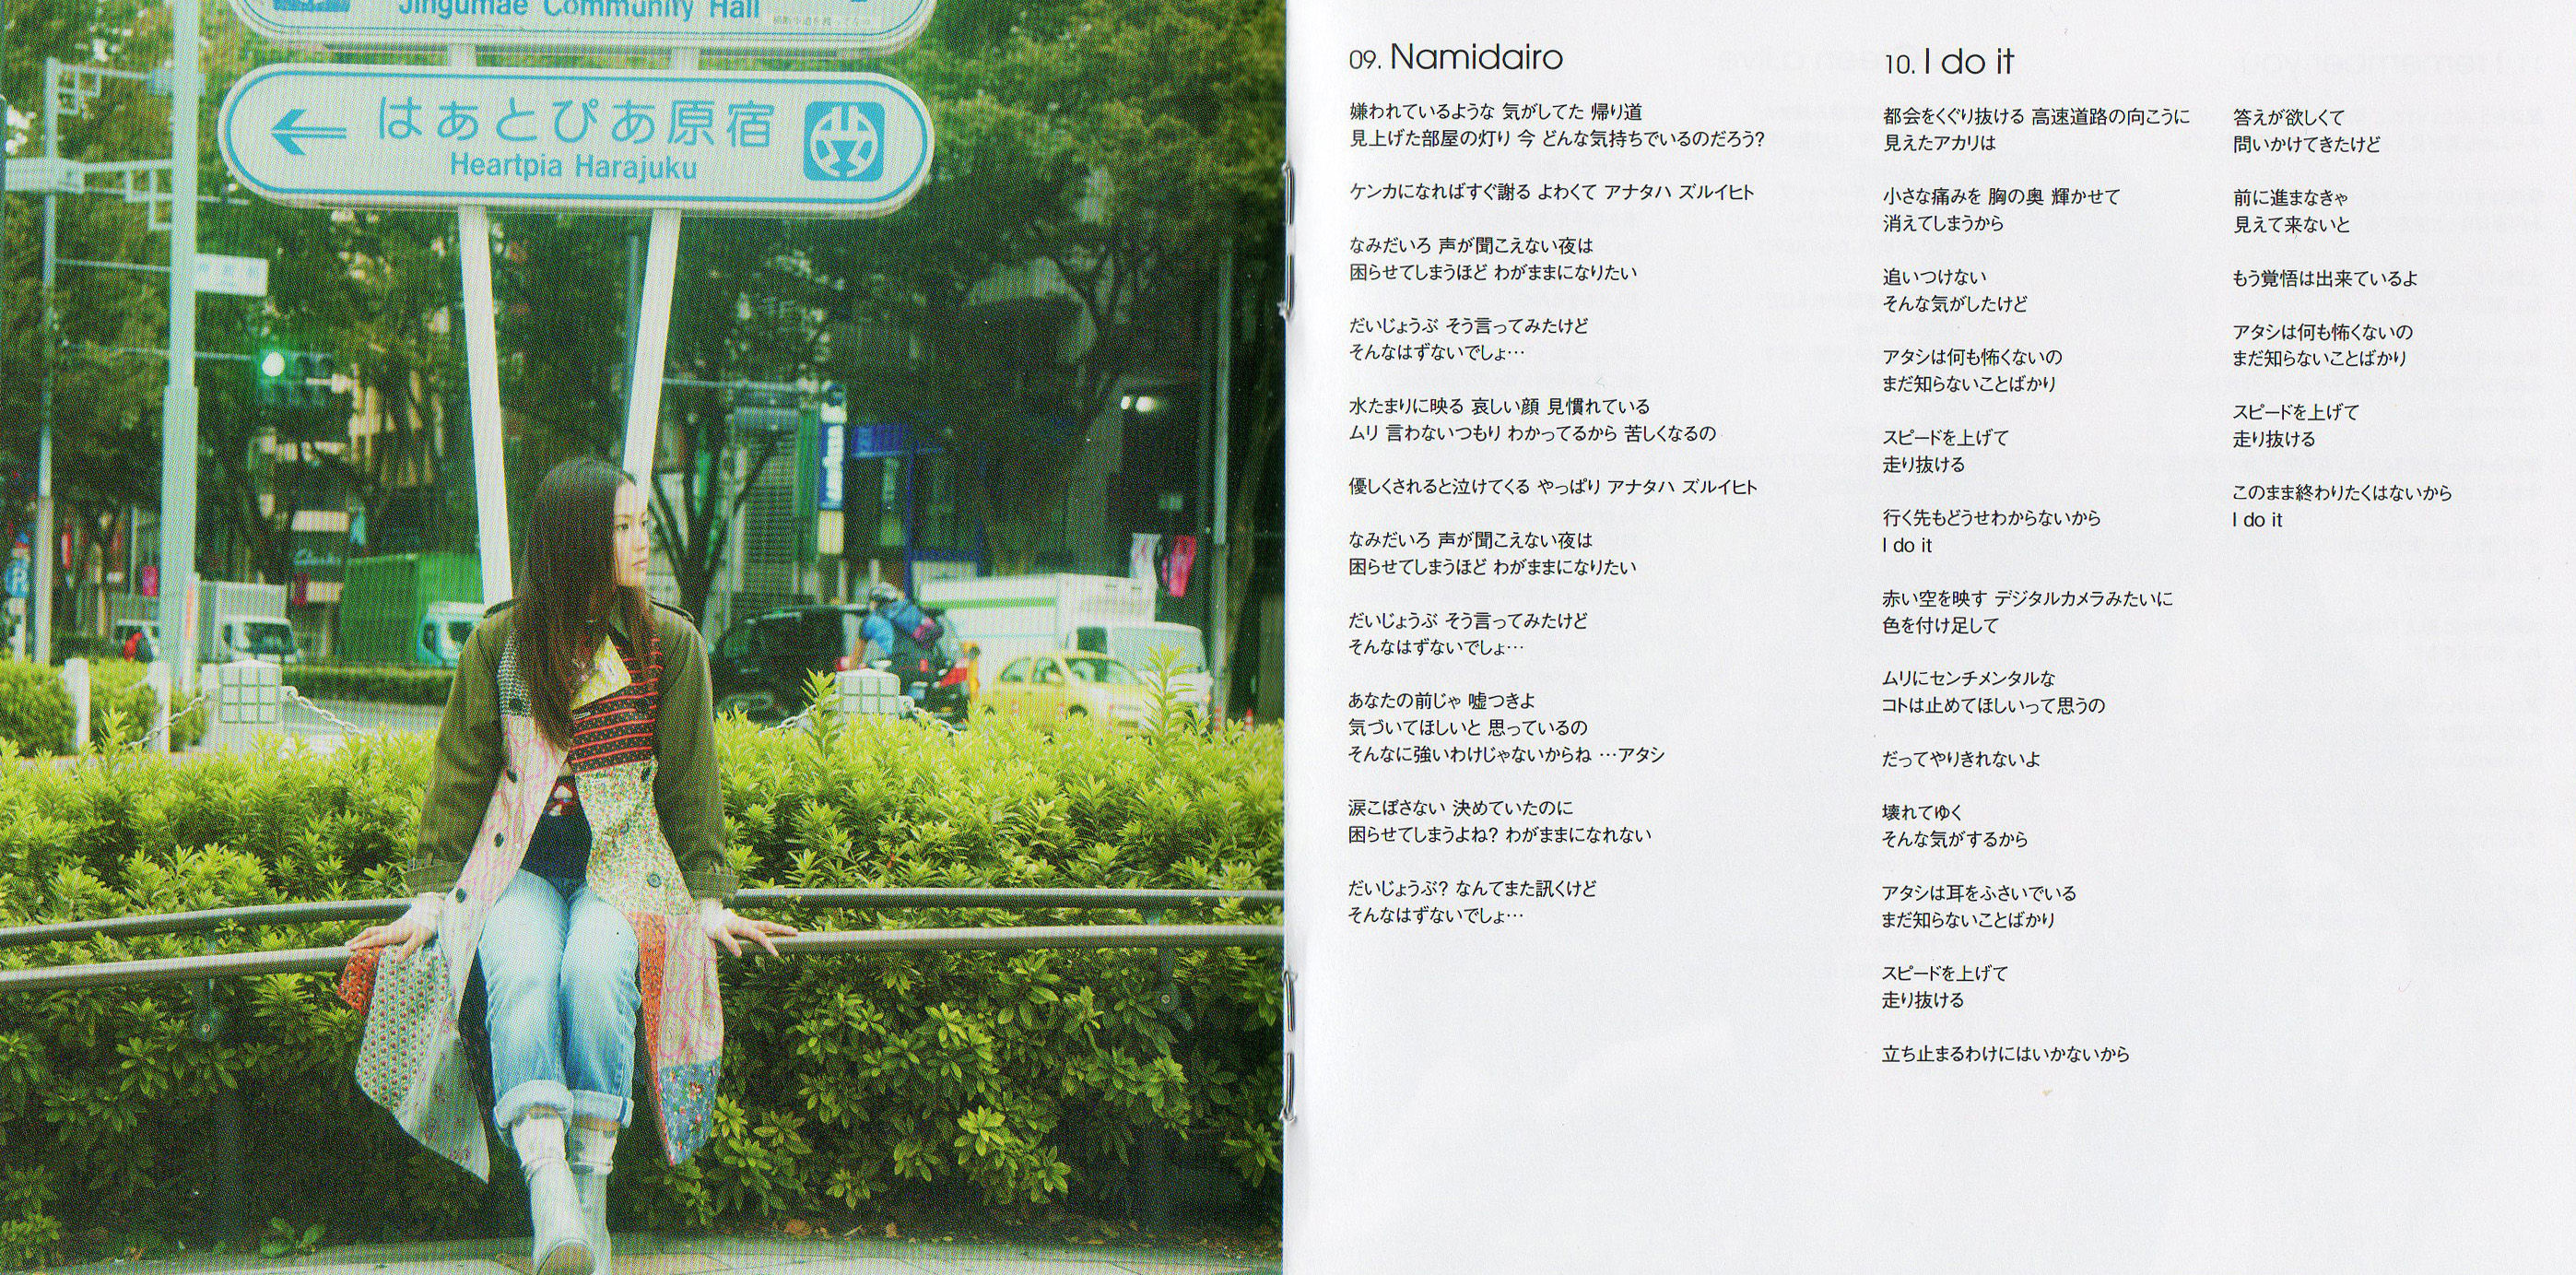 Jingumae Community Hall
はあとぴあ原宿
Heartpia Harajuku
09. Namidairo
嫌われているような 気がしてた 帰り道
見上げた部屋の灯り 今 どんな気持ちでいるのだろう?
ケンカになればすぐ謝る よわくて アナタハ ズルイヒト
なみだいろ 声が聞こえない夜は
困らせてしまうほど わがままになりたい
だいじょうぶ そう言ってみたけど
そんなはずないでしょ…
水たまりに映る 哀しい顔 見慣れている
ムリ 言わないつもり わかってるから 苦しくなるの
優しくされると泣けてくる やっぱり アナタハ ズルイヒト
なみだいろ 声が聞こえない夜は
困らせてしまうほど わがままになりたい
だいじょうぶ そう言ってみたけど
そんなはずないでしょ…
あなたの前じゃ 嘘つきよ
気づいてほしいと 思っているの
そんなに強いわけじゃないからね …アタシ
涙こぼさない 決めていたのに
困らせてしまうよね? わがままになれない
だいじょうぶ? なんてまた訊くけど
そんなはずないでしょ…
10. I do it
都会をくぐり抜ける 高速道路の向こうに
見えたアカリは
小さな痛みを 胸の奥 輝かせて
消えてしまうから
追いつけない
そんな気がしたけど
アタシは何も怖くないの
まだ知らないことばかり
スピードを上げて
走り抜ける
行く先もどうせわからないから
I do it
赤い空を映す デジタルカメラみたいに
色を付け足して
ムリにセンチメンタルな
コトは止めてほしいって思うの
だってやりきれないよ
壊れてゆく
そんな気がするから
アタシは耳をふさいでいる
まだ知らないことばかり
スピードを上げて
走り抜ける
立ち止まるわけにはいかないから
答えが欲しくて
問いかけてきたけど
前に進まなきゃ
見えて来ないと
もう覚悟は出来ているよ
アタシは何も怖くないの
まだ知らないことばかり
スピードを上げて
走り抜ける
このまま終わりたくはないから
I do it